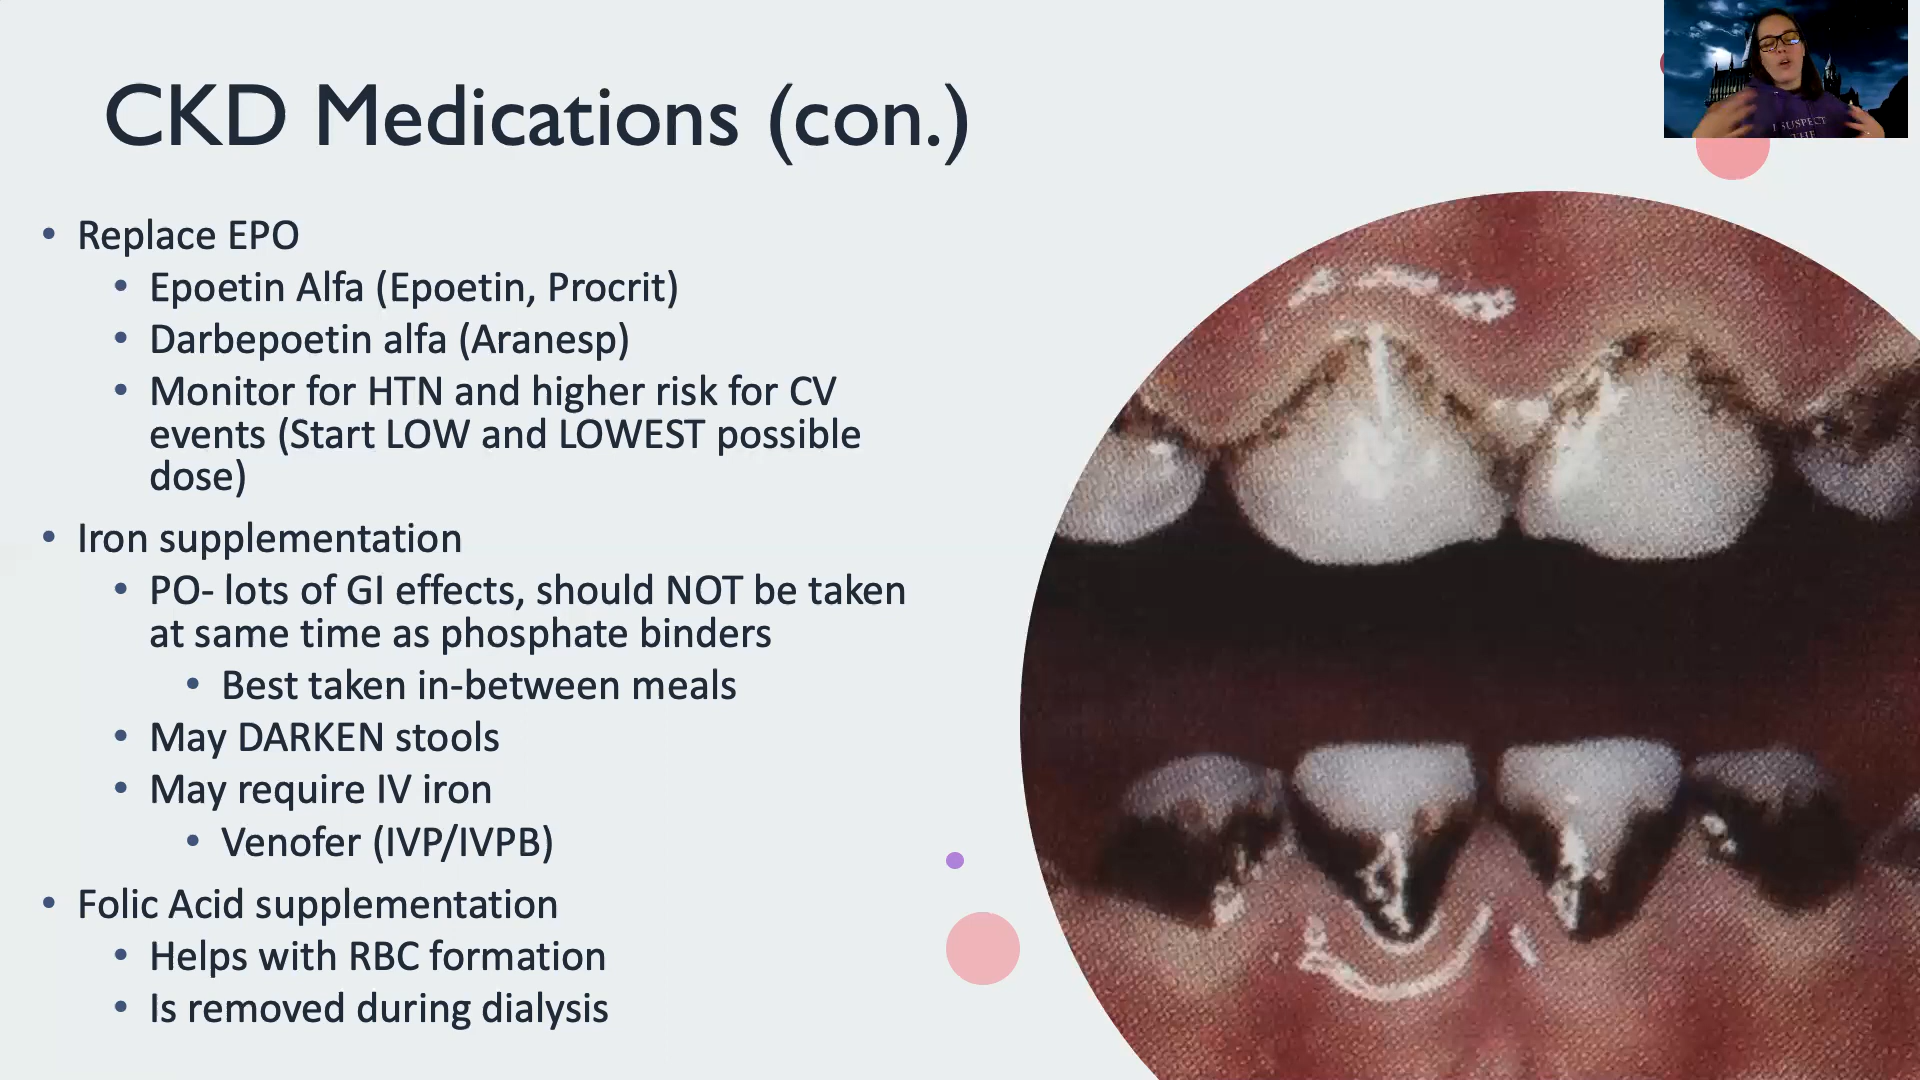 CKD Medications (con.)
I SUSPECT
THE
• Replace EPO
• Epoetin Alfa (Epoetin, Procrit)
• Darbepoetin alfa (Aranesp)
• Monitor for HTN and higher risk for CV
events (Start LOW and LOWEST possible
dose)
• Iron supplementation
• PO- lots of GI effects, should NOT be taken
at same time as phosphate binders
• Best taken in-between meals
• May DARKEN stools
• May require IV iron
• Venofer (IVP/IVPB)
• Folic Acid supplementation
• Helps with RBC formation
• Is removed during dialysis